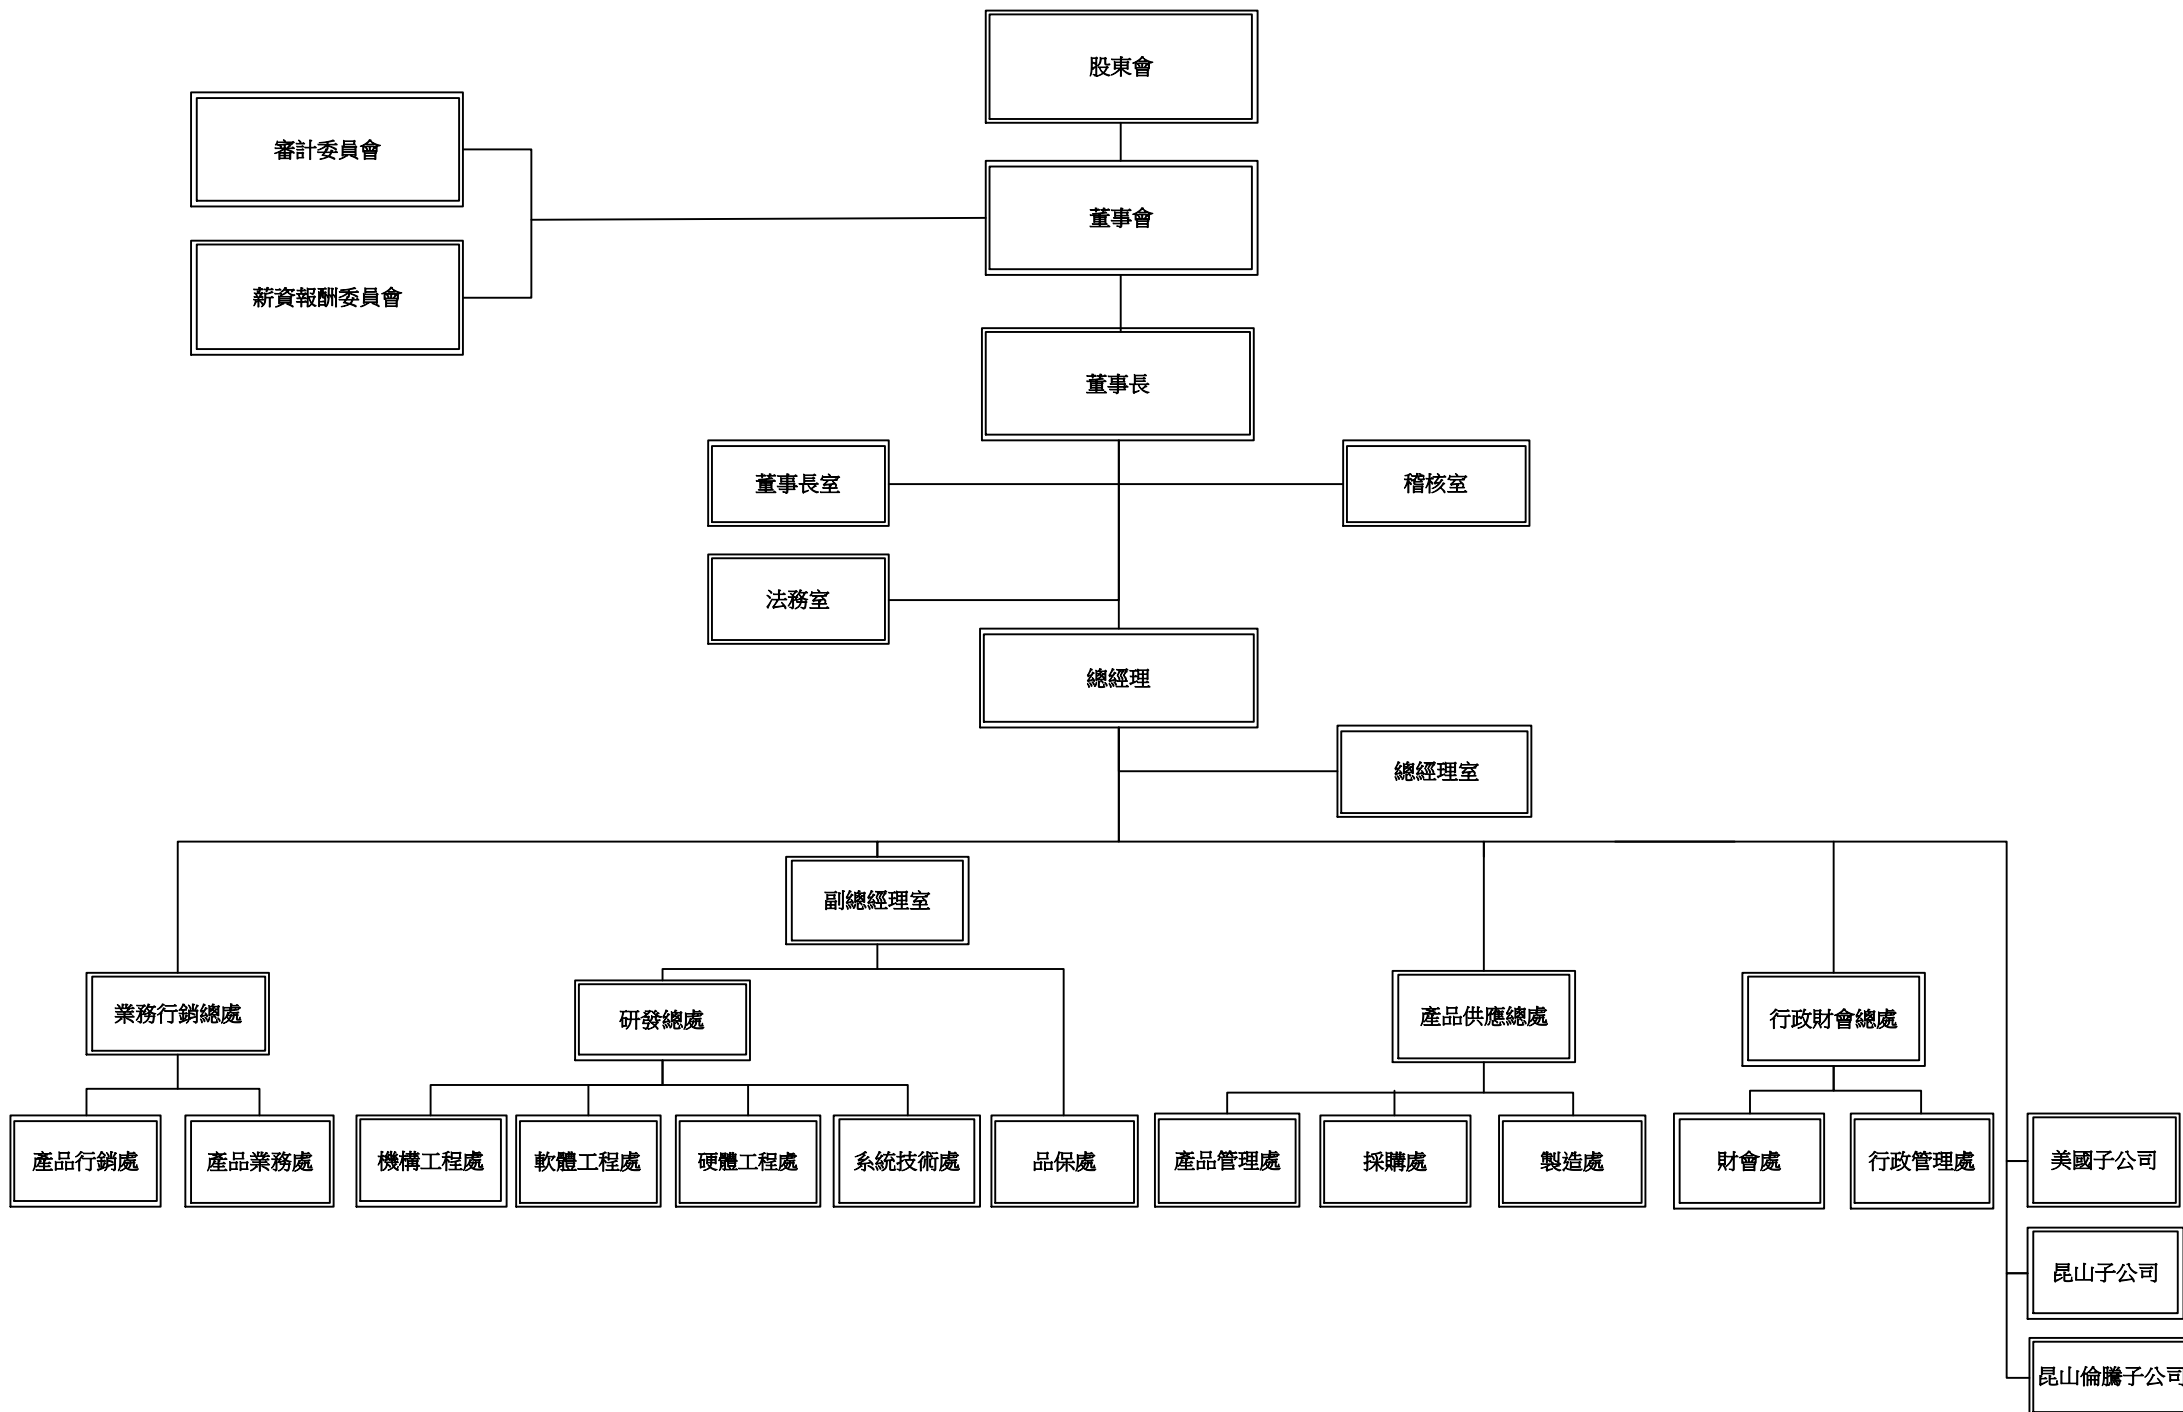 股東會
審計委員會
董事會
薪資報酬委員會
董事長
董事長室
稽核室
法務室
總經理
總經理室
副總經理室
業務行銷總處
研發總處
產品供應總處
行政財會總處
產品行銷處
產品業務處
機構工程處
軟體工程處
硬體工程處
系統技術處
品保處
產品管理處
採購處
製造處
財會處
行政管理處
美國子公司
昆山子公司
昆山倫騰子公司